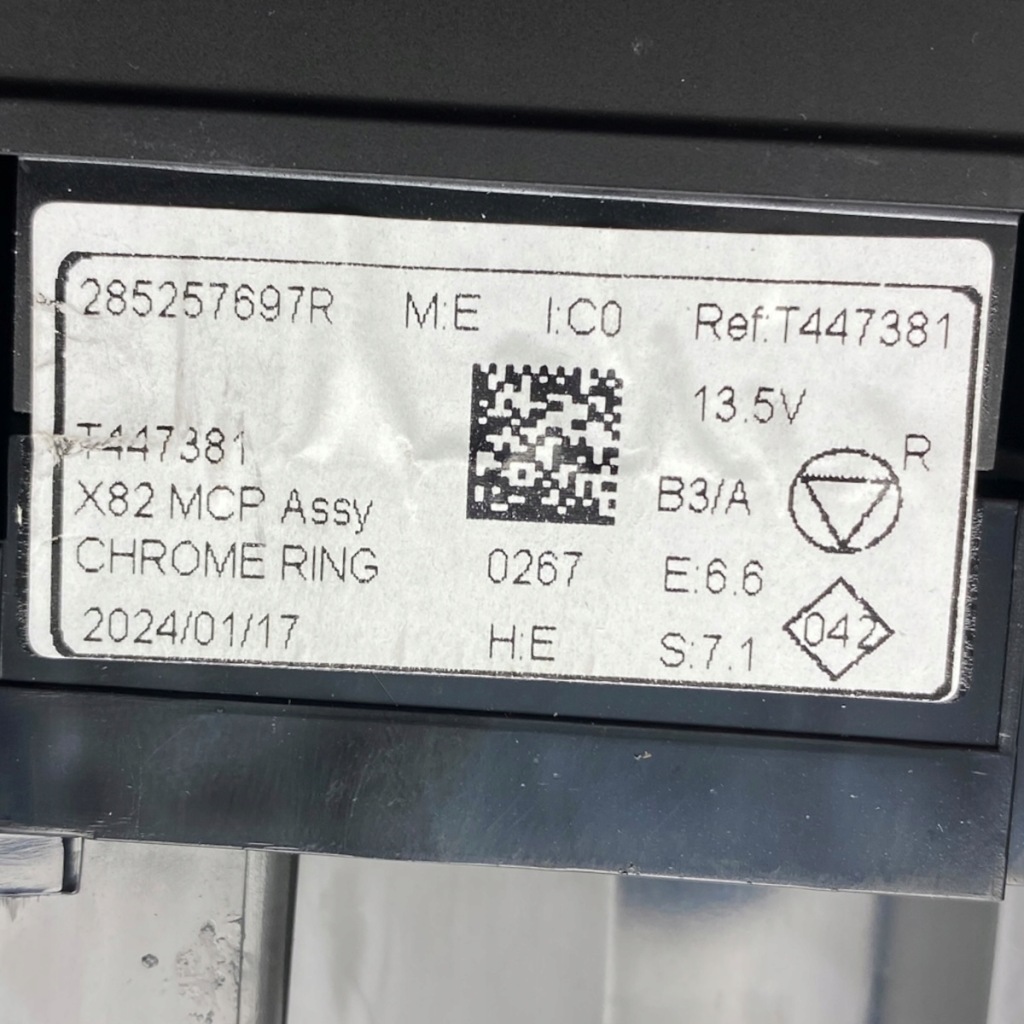 285257697R M:E I:C0 Ref:T447381
13.5V
T447381 R
X82 MCP Assy B3/A
CHROME RING 0267 E:6.6
2024/01/17 H:E S:7.1 042